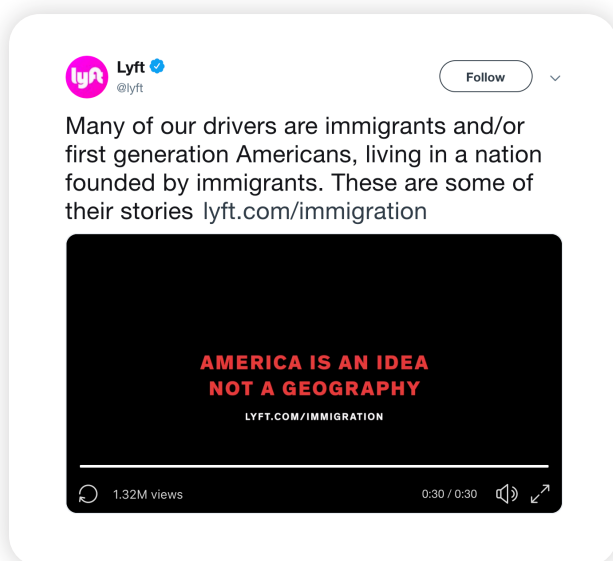 lyft
Lyft
@lyft
Follow
Many of our drivers are immigrants and/or
first generation Americans, living in a nation
founded by immigrants. These are some of
their stories lyft.com/immigration
AMERICA IS AN IDEA
NOT A GEOGRAPHY
LYFT.COM/IMMIGRATION
1.32M views
0:30 / 0:30